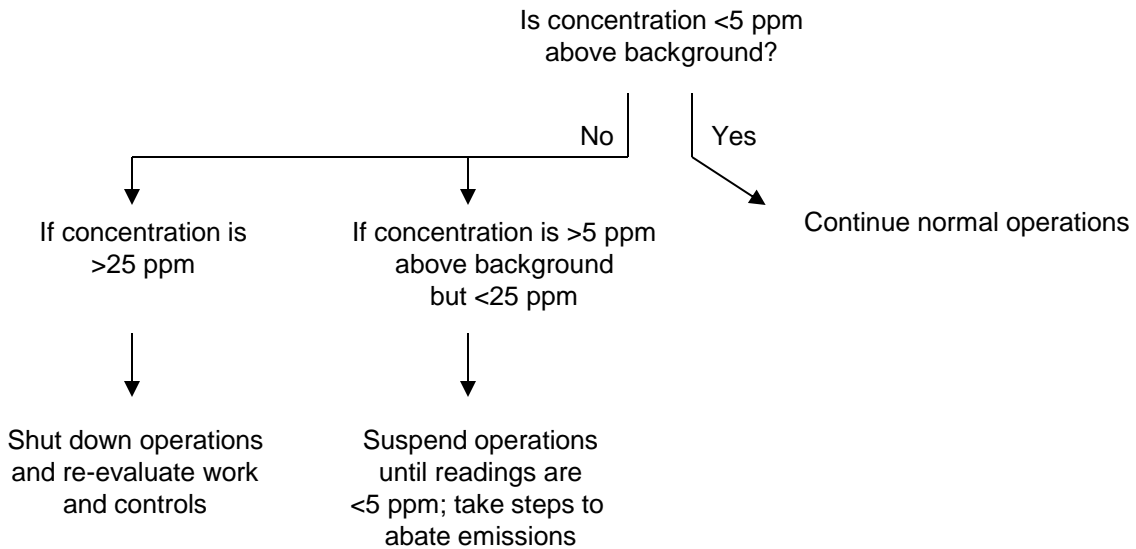 Is concentration <5 ppm
above background?
No
Yes
If concentration is
>25 ppm
If concentration is >5 ppm
above background
but <25 ppm
Continue normal operations
Shut down operations
and re-evaluate work
and controls
Suspend operations
until readings are
<5 ppm; take steps to
abate emissions